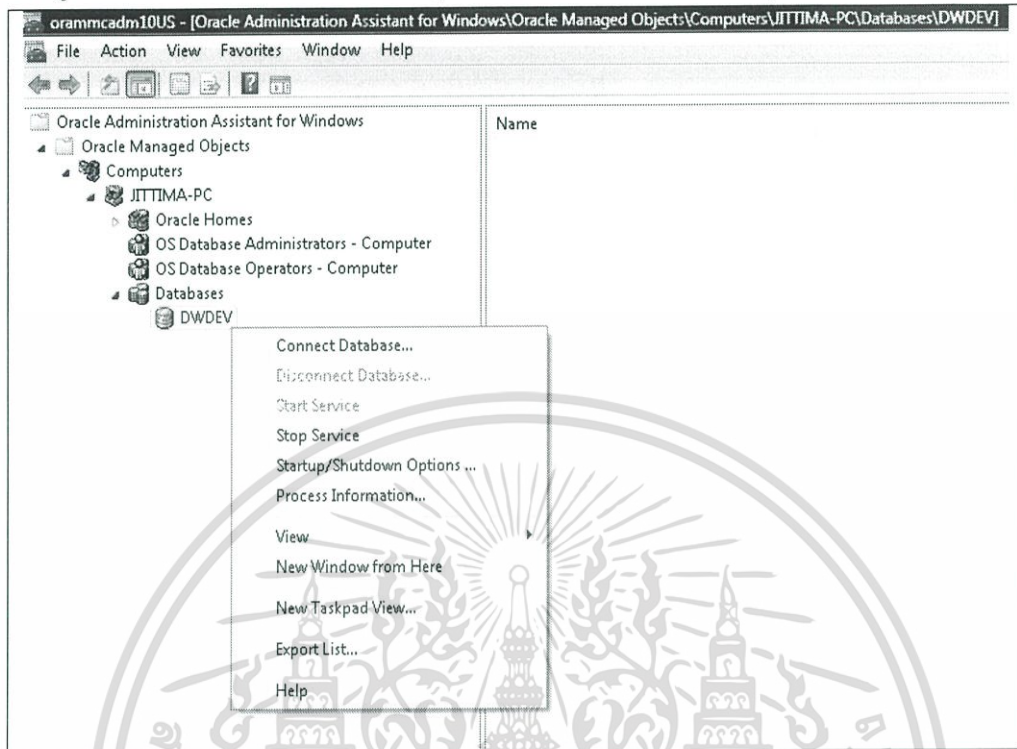 orammcadm10US - [Oracle Administration Assistant for Windows\Oracle Managed Objects\Computers\JITTIMA-PC\Databases\DWDEV]
File Action View Favorites Window Help
Oracle Administration Assistant for Windows
Name
Oracle Managed Objects
Computers
JITTIMA-PC
Oracle Homes
OS Database Administrators - Computer
OS Database Operators - Computer
Databases
DWDEV
Connect Database...
Disconnect Database...
Start Service
Stop Service
Startup/Shutdown Options ...
Process Information...
View
New Window from Here
New Taskpad View...
Export List...
Help